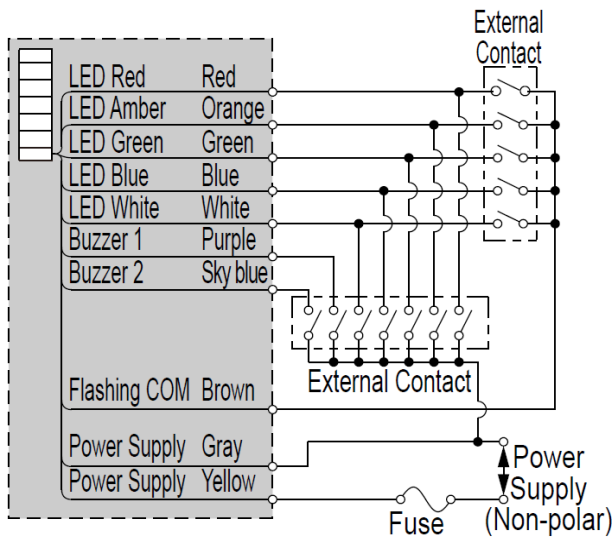 External
Contact
LED Red Red
LED Amber Orange
LED Green Green
LED Blue Blue
LED White White
Buzzer 1 Purple
Buzzer 2 Sky blue
External Contact
Flashing COM Brown
Power Supply Gray
Power Supply Yellow
Power
Supply
(Non-polar)
Fuse